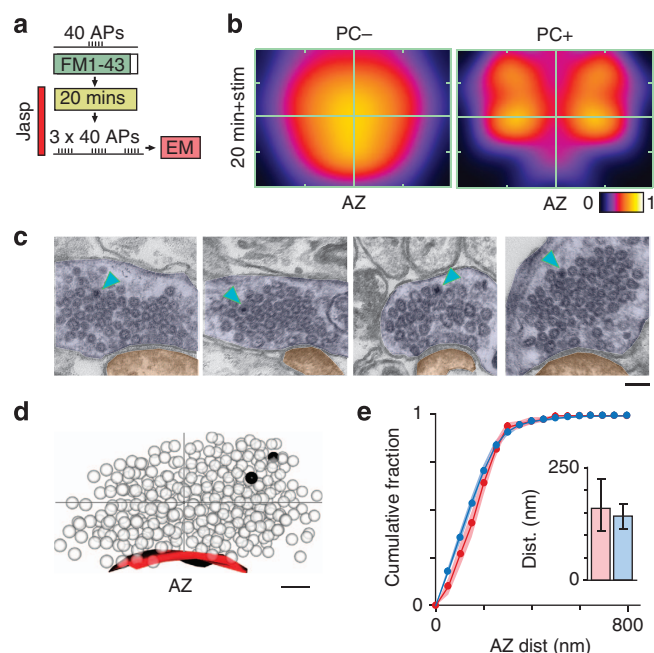 a
40 APs
FM1-43
20 mins
3 x 40 APs
EM
Jasp
b
PC– PC+
20 min+stim
AZ AZ
0 1
c
d
AZ
e
1
Cumulative fraction
0
0 800
AZ dist (nm)
250
Dist. (nm)
0